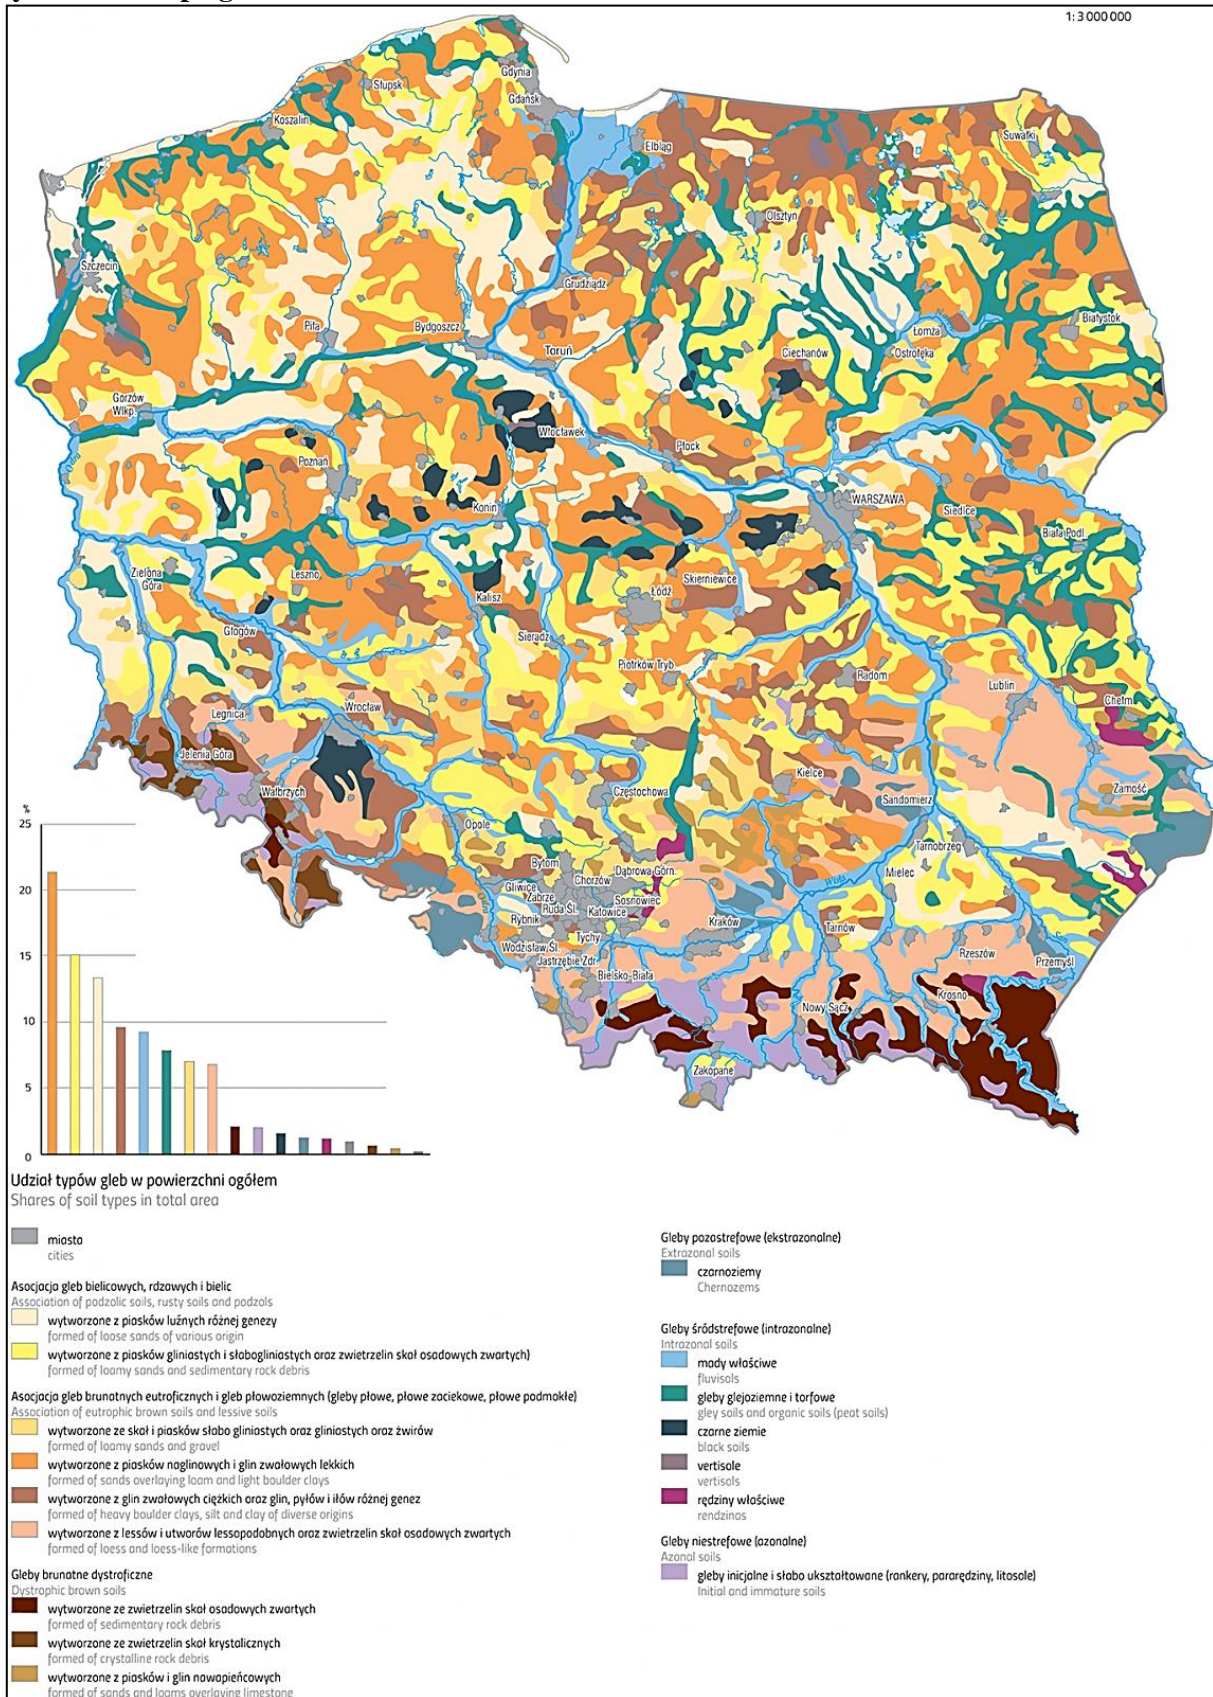 1:3 000 000
Gdynia
Słupsk
Gdańsk
Koszalin
Elbląg
Suwałki
Olsztyn
Szczecin
Grudziądz
Piła
Bydgoszcz
Toruń
Białystok
Łomża
Ciechanów
Ostrołęka
Gorzów
Wlkp.
Włocławek
Płock
Poznań
WARSZAWA
Konin
Siedlce
Biała Podl.
Zielona
Góra
Leszno
Skierniewice
Kalisz
Łódź
Głogów
Sieradz
Piotrków Tryb.
Radom
Lublin
Chełm
Legnica
Wrocław
Jelenia Góra
Kielce
Wałbrzych
Częstochowa
Sandomierz
Zamość
Opole
Tarnobrzeg
Bytom
Dąbrowa Górn.
Mielec
Gliwice
Chorzów
Zabrze
Sosnowiec
Ruda Śl.
Katowice
Kraków
Wisła
Odra
Rybnik
Tychy
Tarnów
Wodzisław Śl.
Rzeszów
Jastrzębie Zdr.
Przemyśl
Bielsko-Biała
Krosno
Nowy Sącz
Zakopane
%
25
20
15
10
5
0
Udział typów gleb w powierzchni ogółem
Shares of soil types in total area
miasta
cities
Asocjacja gleb bielicowych, rdzawych i bielic
Association of podzolic soils, rusty soils and podzols
wytworzone z piasków luźnych różnej genezy
formed of loose sands of various origin
wytworzone z piasków gliniastych i słabogliniastych oraz zwietrzelin skał osadowych zwartych)
formed of loamy sands and sedimentary rock debris
Asocjacja gleb brunatnych eutroficznych i gleb płowoziemnych (gleby płowe, płowe zaciekowe, płowe podmokłe)
Association of eutrophic brown soils and lessive soils
wytworzone ze skał i piasków słabo gliniastych oraz gliniastych oraz żwirów
formed of loamy sands and gravel
wytworzone z piasków naglinowych i glin zwałowych lekkich
formed of sands overlaying loam and light boulder clays
wytworzone z glin zwałowych ciężkich oraz glin, pyłów i iłów różnej genez
formed of heavy boulder clays, silt and clay of diverse origins
wytworzone z lessów i utworów lessopodobnych oraz zwietrzelin skał osadowych zwartych
formed of loess and loess-like formations
Gleby brunatne dystroficzne
Dystrophic brown soils
wytworzone ze zwietrzelin skał osadowych zwartych
formed of sedimentary rock debris
wytworzone ze zwietrzelin skał krystalicznych
formed of crystalline rock debris
wytworzone z piasków i glin nawapieńcowych
formed of sands and loams overlaying limestone
Gleby pozastrefowe (ekstrazonalne)
Extrazonal soils
czarnoziemy
Chernozems
Gleby śródstrefowe (intrazonalne)
Intrazonal soils
mady właściwe
fluvisols
gleby glejoziemne i torfowe
gley soils and organic soils (peat soils)
czarne ziemie
black soils
vertisole
vertisols
rędziny właściwe
rendzinas
Gleby niestrefowe (azonalne)
Azonal soils
gleby inicjalne i słabo ukształtowane (rankery, pararędziny, litosole)
Initial and immature soils